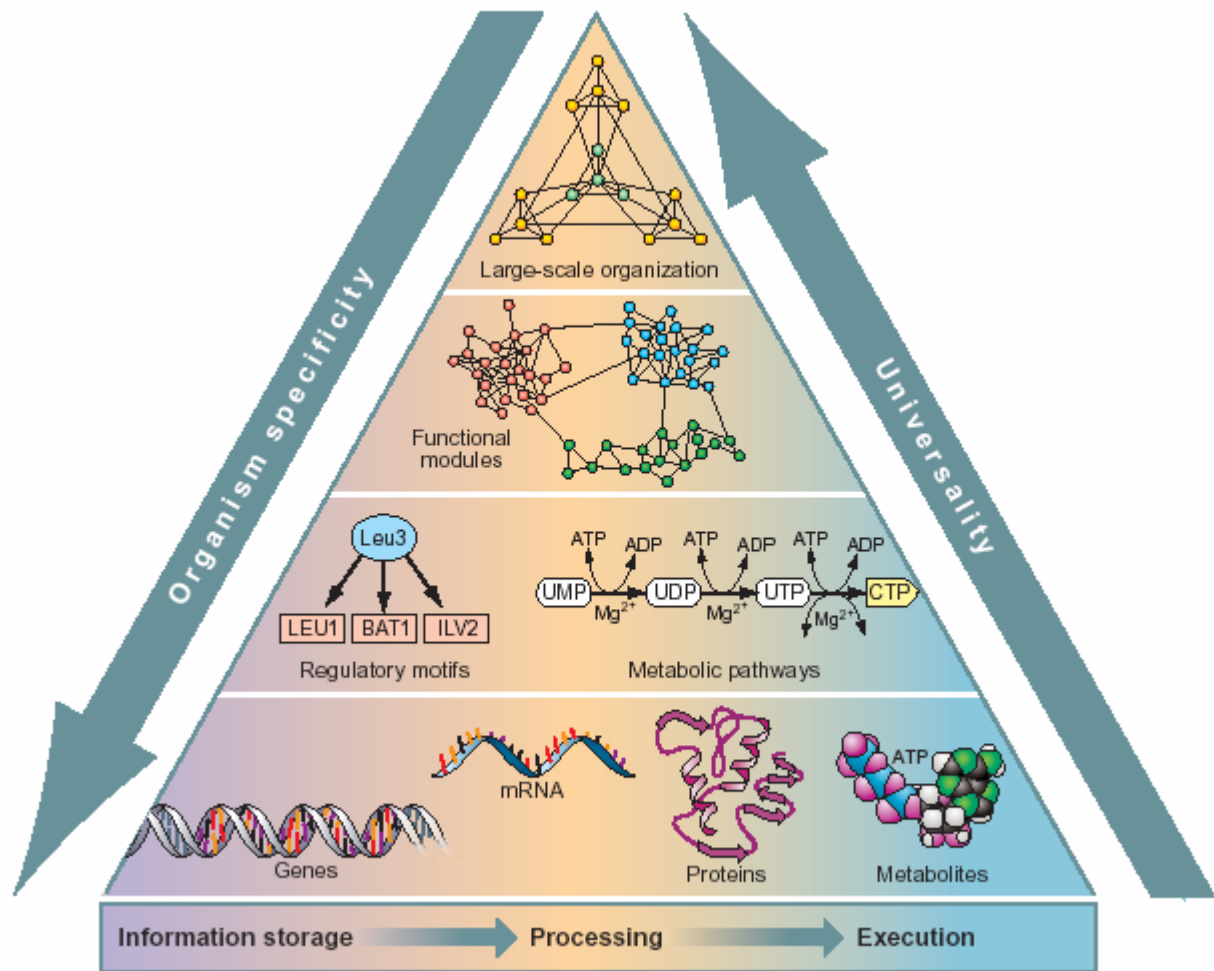 Organism specificity
Universality
Large-scale organization
Functional
modules
Leu3
LEU1 BAT1 ILV2
Regulatory motifs
ATP ADP ATP ADP ATP ADP
UMP UDP UTP CTP
Mg²⁺ Mg²⁺ Mg²⁺
Metabolic pathways
mRNA
ATP
Genes
Proteins
Metabolites
Information storage Processing Execution